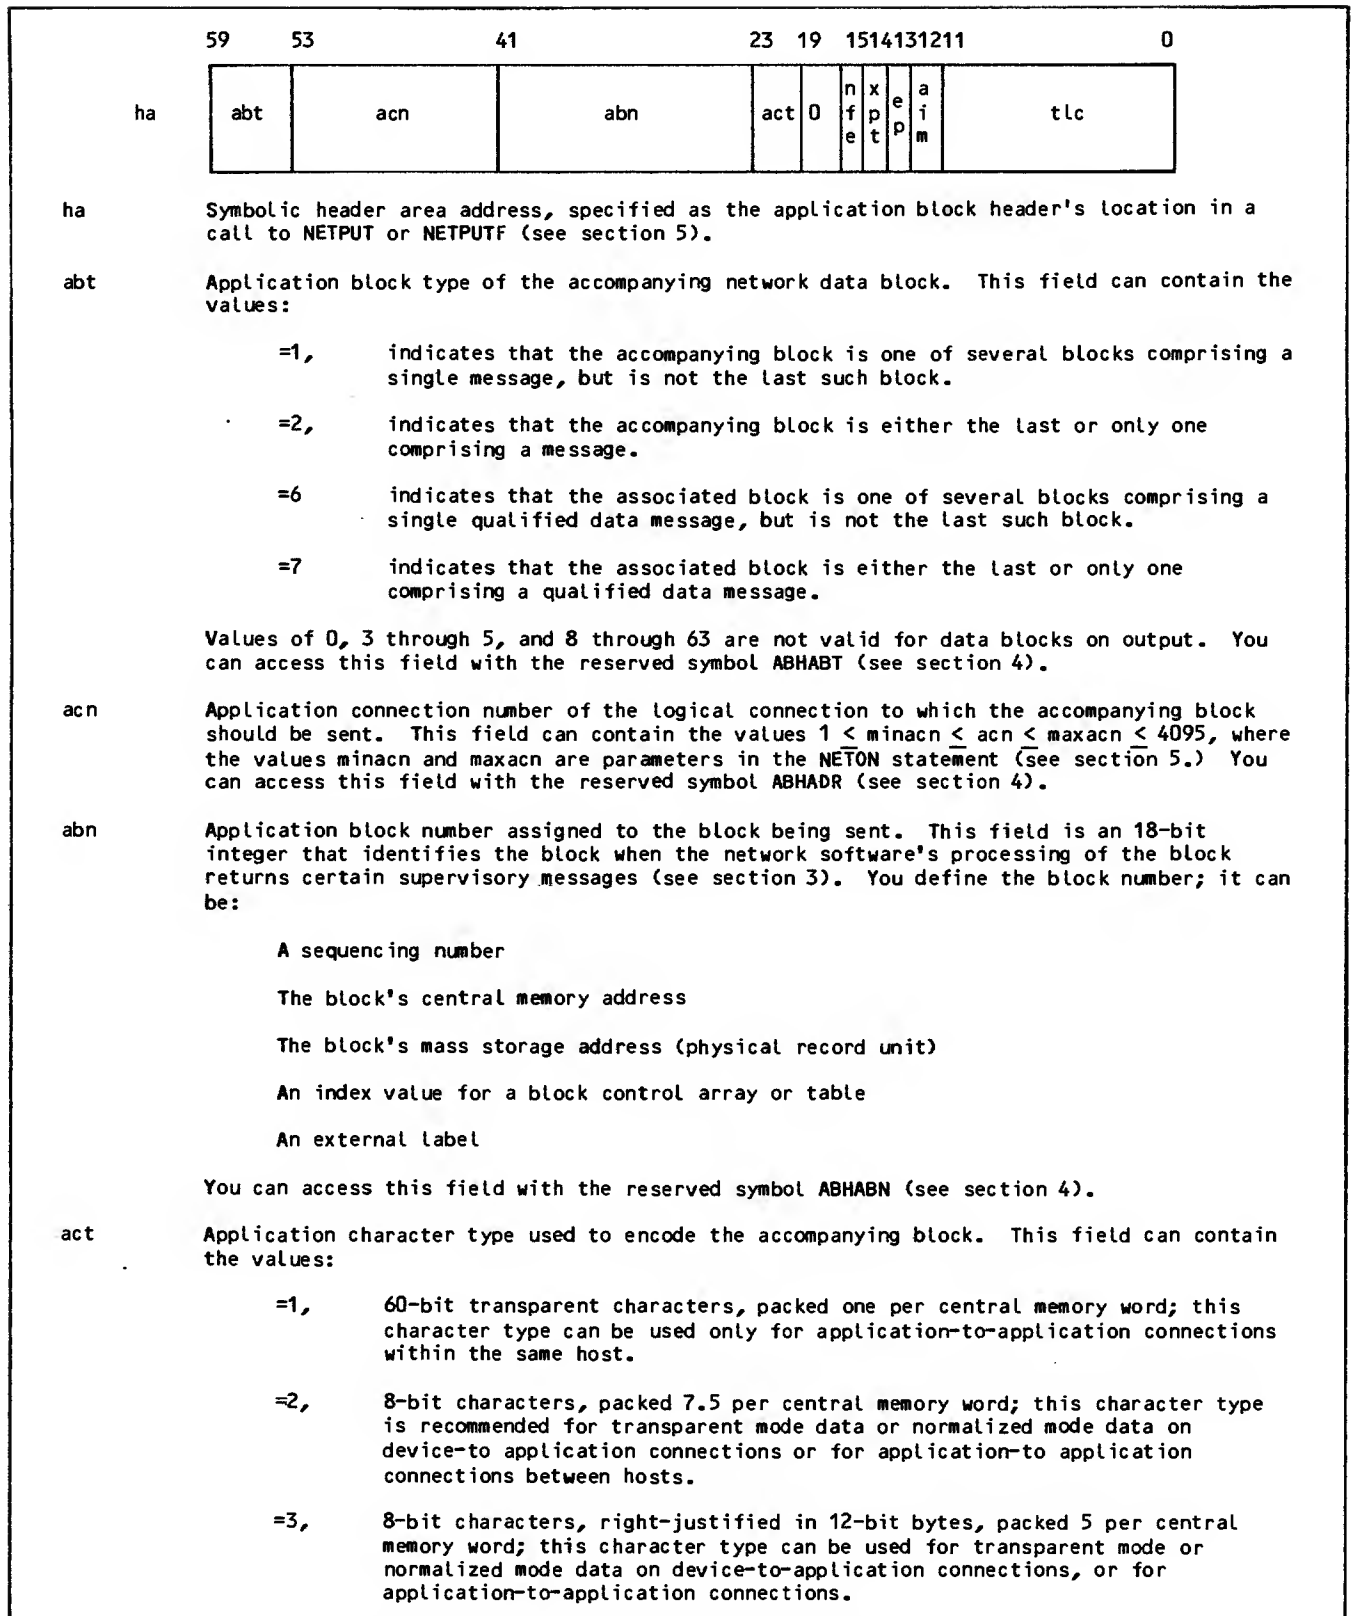 59 53 41 23 19 1514131211 0
ha abt acn abn act 0 nfe xpt ep aim tlc
ha Symbolic header area address, specified as the application block header's location in a
call to NETPUT or NETPUTF (see section 5).
abt Application block type of the accompanying network data block. This field can contain the
values:
=1, indicates that the accompanying block is one of several blocks comprising a
single message, but is not the last such block.
=2, indicates that the accompanying block is either the last or only one
comprising a message.
=6 indicates that the associated block is one of several blocks comprising a
single qualified data message, but is not the last such block.
=7 indicates that the associated block is either the last or only one
comprising a qualified data message.
Values of 0, 3 through 5, and 8 through 63 are not valid for data blocks on output. You
can access this field with the reserved symbol ABHABT (see section 4).
acn Application connection number of the logical connection to which the accompanying block
should be sent. This field can contain the values 1 ≤ minacn ≤ acn ≤ maxacn ≤ 4095, where
the values minacn and maxacn are parameters in the NETON statement (see section 5.) You
can access this field with the reserved symbol ABHADR (see section 4).
abn Application block number assigned to the block being sent. This field is an 18-bit
integer that identifies the block when the network software's processing of the block
returns certain supervisory messages (see section 3). You define the block number; it can
be:
A sequencing number
The block's central memory address
The block's mass storage address (physical record unit)
An index value for a block control array or table
An external label
You can access this field with the reserved symbol ABHABN (see section 4).
act Application character type used to encode the accompanying block. This field can contain
the values:
=1, 60-bit transparent characters, packed one per central memory word; this
character type can be used only for application-to-application connections
within the same host.
=2, 8-bit characters, packed 7.5 per central memory word; this character type
is recommended for transparent mode data or normalized mode data on
device-to application connections or for application-to application
connections between hosts.
=3, 8-bit characters, right-justified in 12-bit bytes, packed 5 per central
memory word; this character type can be used for transparent mode or
normalized mode data on device-to-application connections, or for
application-to-application connections.